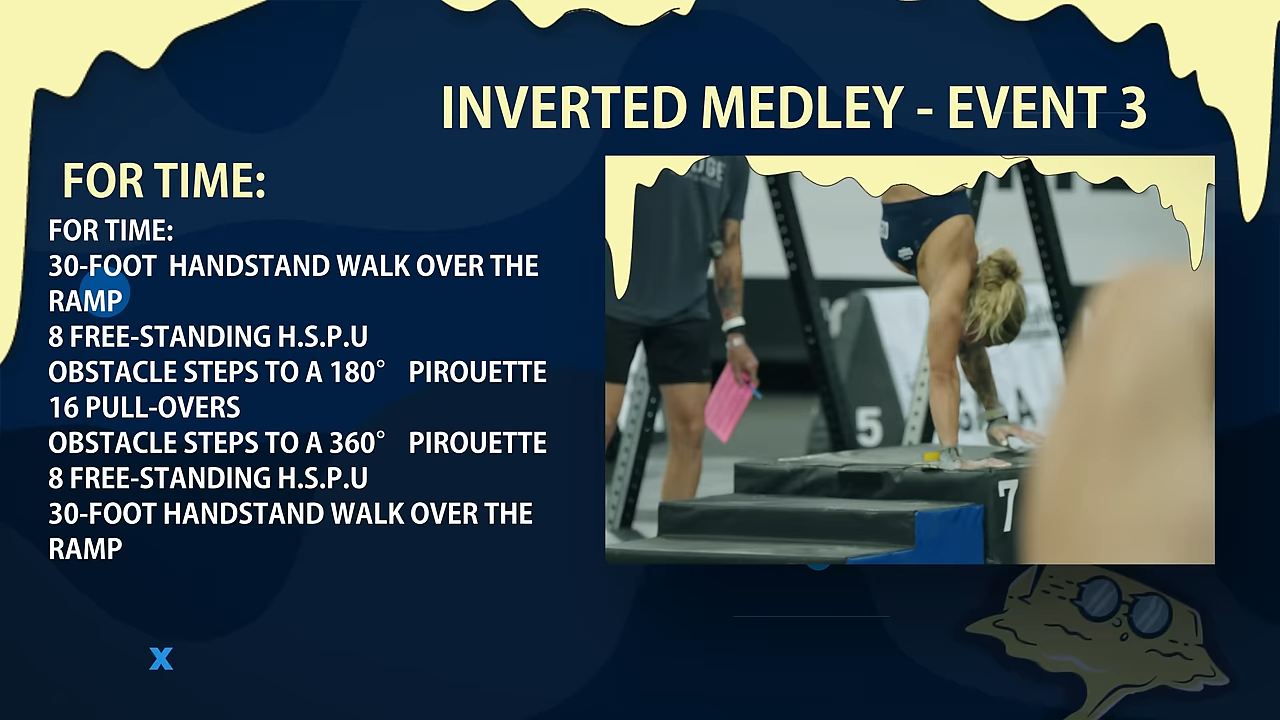 INVERTED MEDLEY - EVENT 3
FOR TIME:
FOR TIME:
30-FOOT HANDSTAND WALK OVER THE
RAMP
8 FREE-STANDING H.S.P.U
OBSTACLE STEPS TO A 180° PIROUETTE
16 PULL-OVERS
OBSTACLE STEPS TO A 360° PIROUETTE
8 FREE-STANDING H.S.P.U
30-FOOT HANDSTAND WALK OVER THE
RAMP
5
7
X